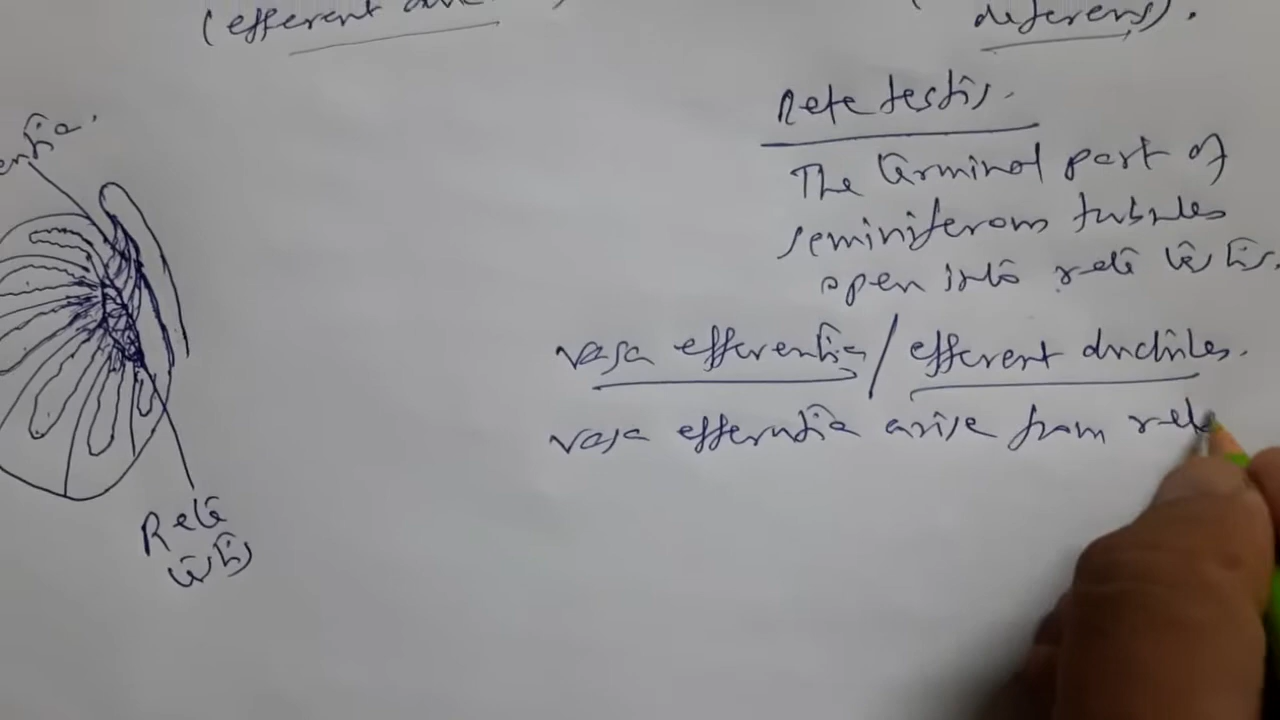 (efferent
deferens).
Rete testis.
The terminal part of
seminiferous tubules
open into rete testis.
vasa efferentia / efferent ductules.
vasa efferentia arise from rete
Rete
testis